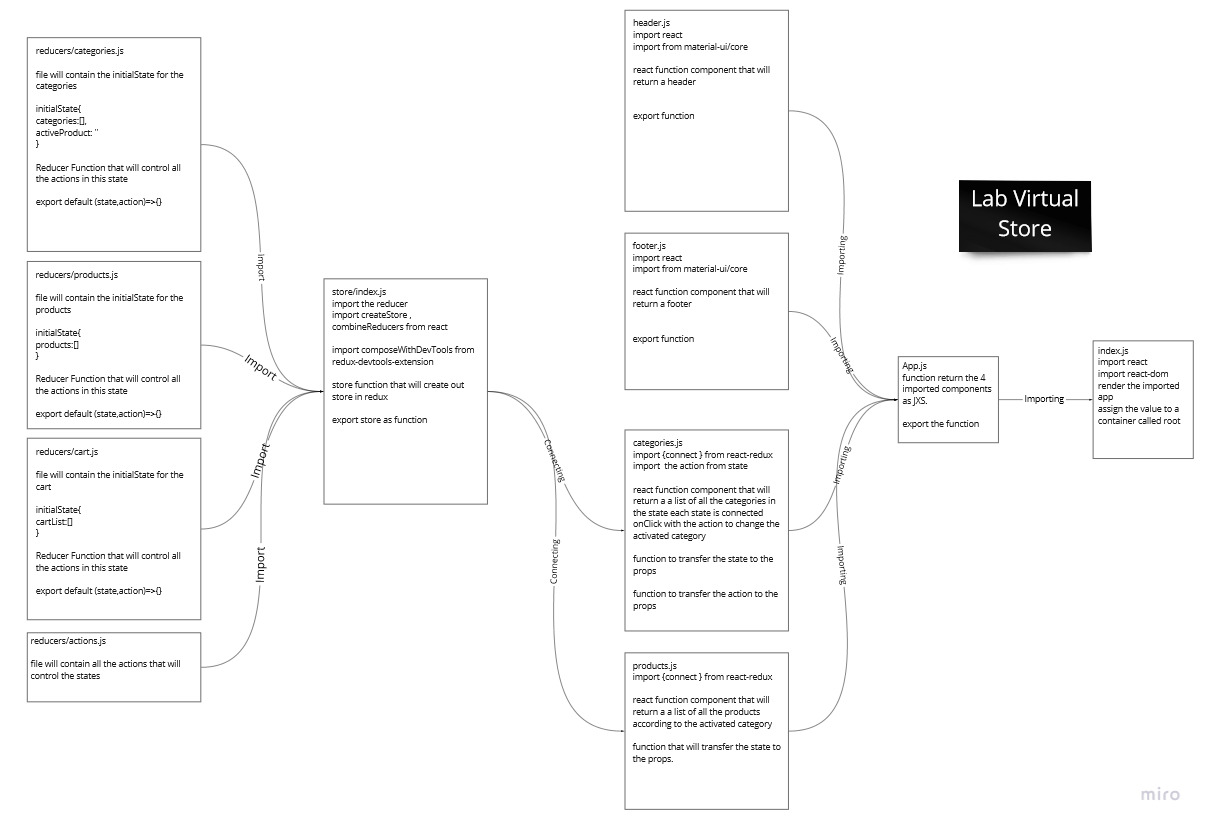 reducers/categories.js
file will contain the initialState for the
categories
initialState{
categories:[],
activeProduct: ''
}
Reducer Function that will control all
the actions in this state
export default (state,action)=>{}
reducers/products.js
file will contain the initialState for the
products
initialState{
products:[]
}
Reducer Function that will control all
the actions in this state
export default (state,action)=>{}
reducers/cart.js
file will contain the initialState for the
cart
initialState{
cartList:[]
}
Reducer Function that will control all
the actions in this state
export default (state,action)=>{}
reducers/actions.js
file will contain all the actions that will
control the states
Import
Import
Import
Import
store/index.js
import the reducer
import createStore ,
combineReducers from react
import composeWithDevTools from
redux-devtools-extension
store function that will create out
store in redux
export store as function
Connecting
Connecting
header.js
import react
import from material-ui/core
react function component that will
return a header
export function
footer.js
import react
import from material-ui/core
react function component that will
return a footer
export function
categories.js
import {connect } from react-redux
import  the action from state
react function component that will
return a a list of all the categories in
the state each state is connected
onClick with the action to change the
activated category
function to transfer the state to the
props
function to transfer the action to the
props
products.js
import {connect } from react-redux
react function component that will
return a a list of all the products
according to the activated category
function that will transfer the state to
the props.
Importing
Importing
Importing
Importing
Lab Virtual
Store
App.js
function return the 4
imported components
as JXS.
export the function
Importing
index.js
import react
import react-dom
render the imported
app
assign the value to a
container called root
miro